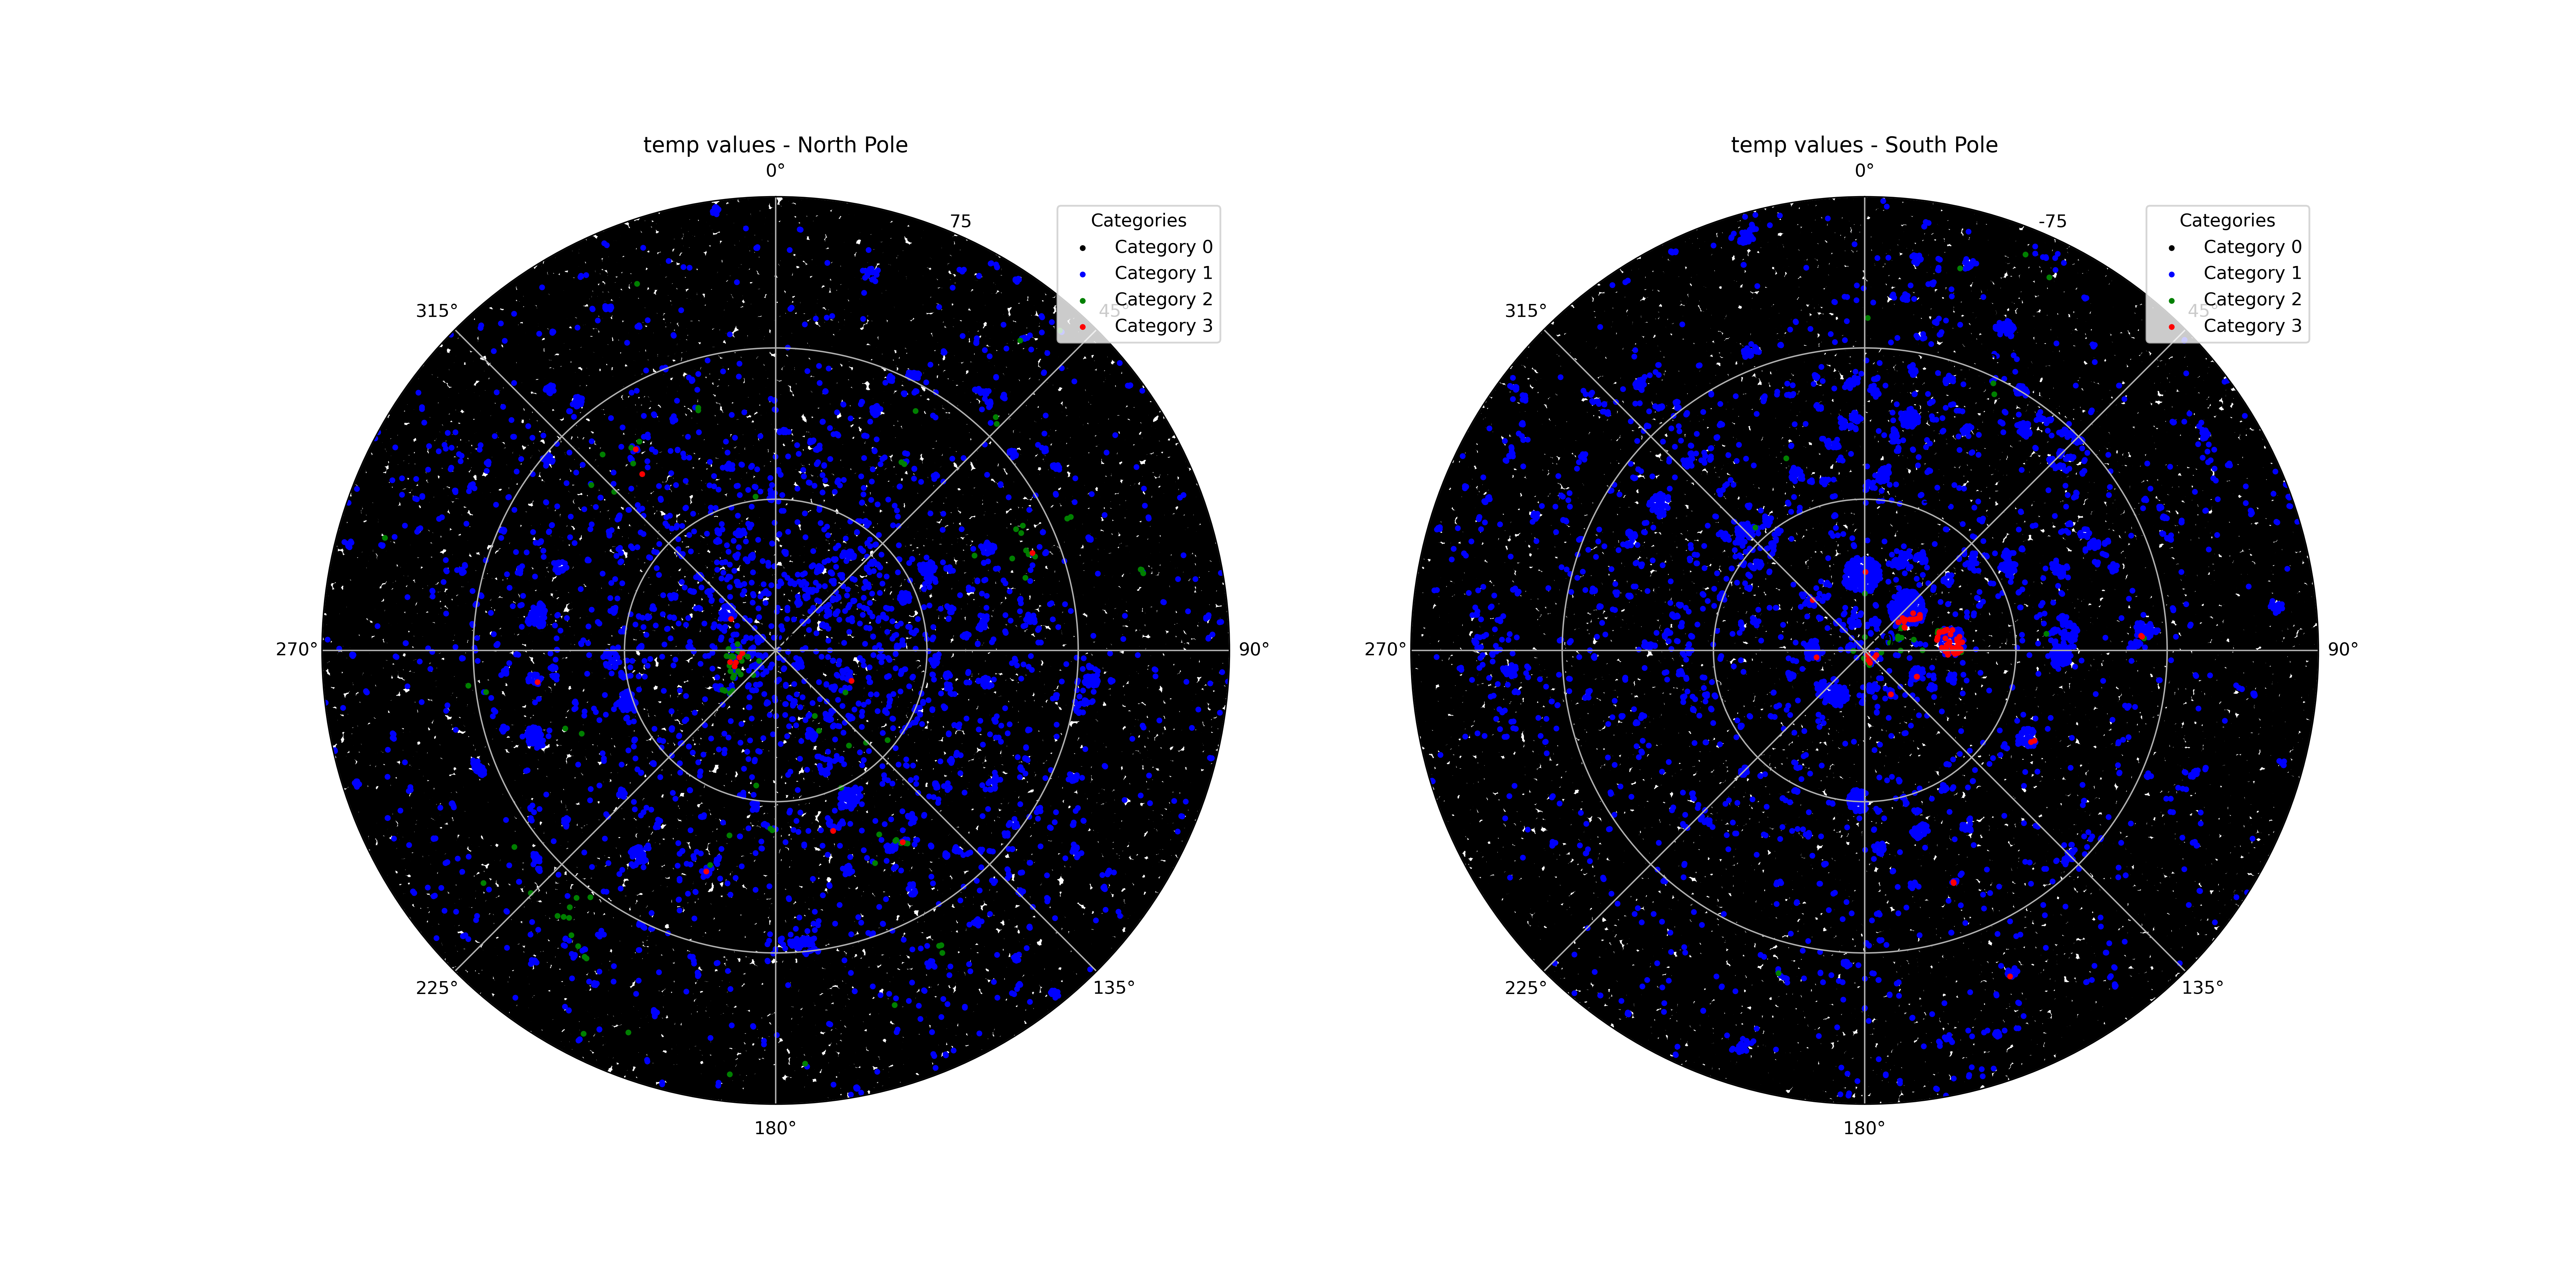 temp values - North Pole
0°
75
Categories
Category 0
Category 1
Category 2
Category 3
45°
315°
270°
90°
225°
135°
180°
temp values - South Pole
0°
-75
Categories
Category 0
Category 1
Category 2
Category 3
45°
315°
270°
90°
225°
135°
180°